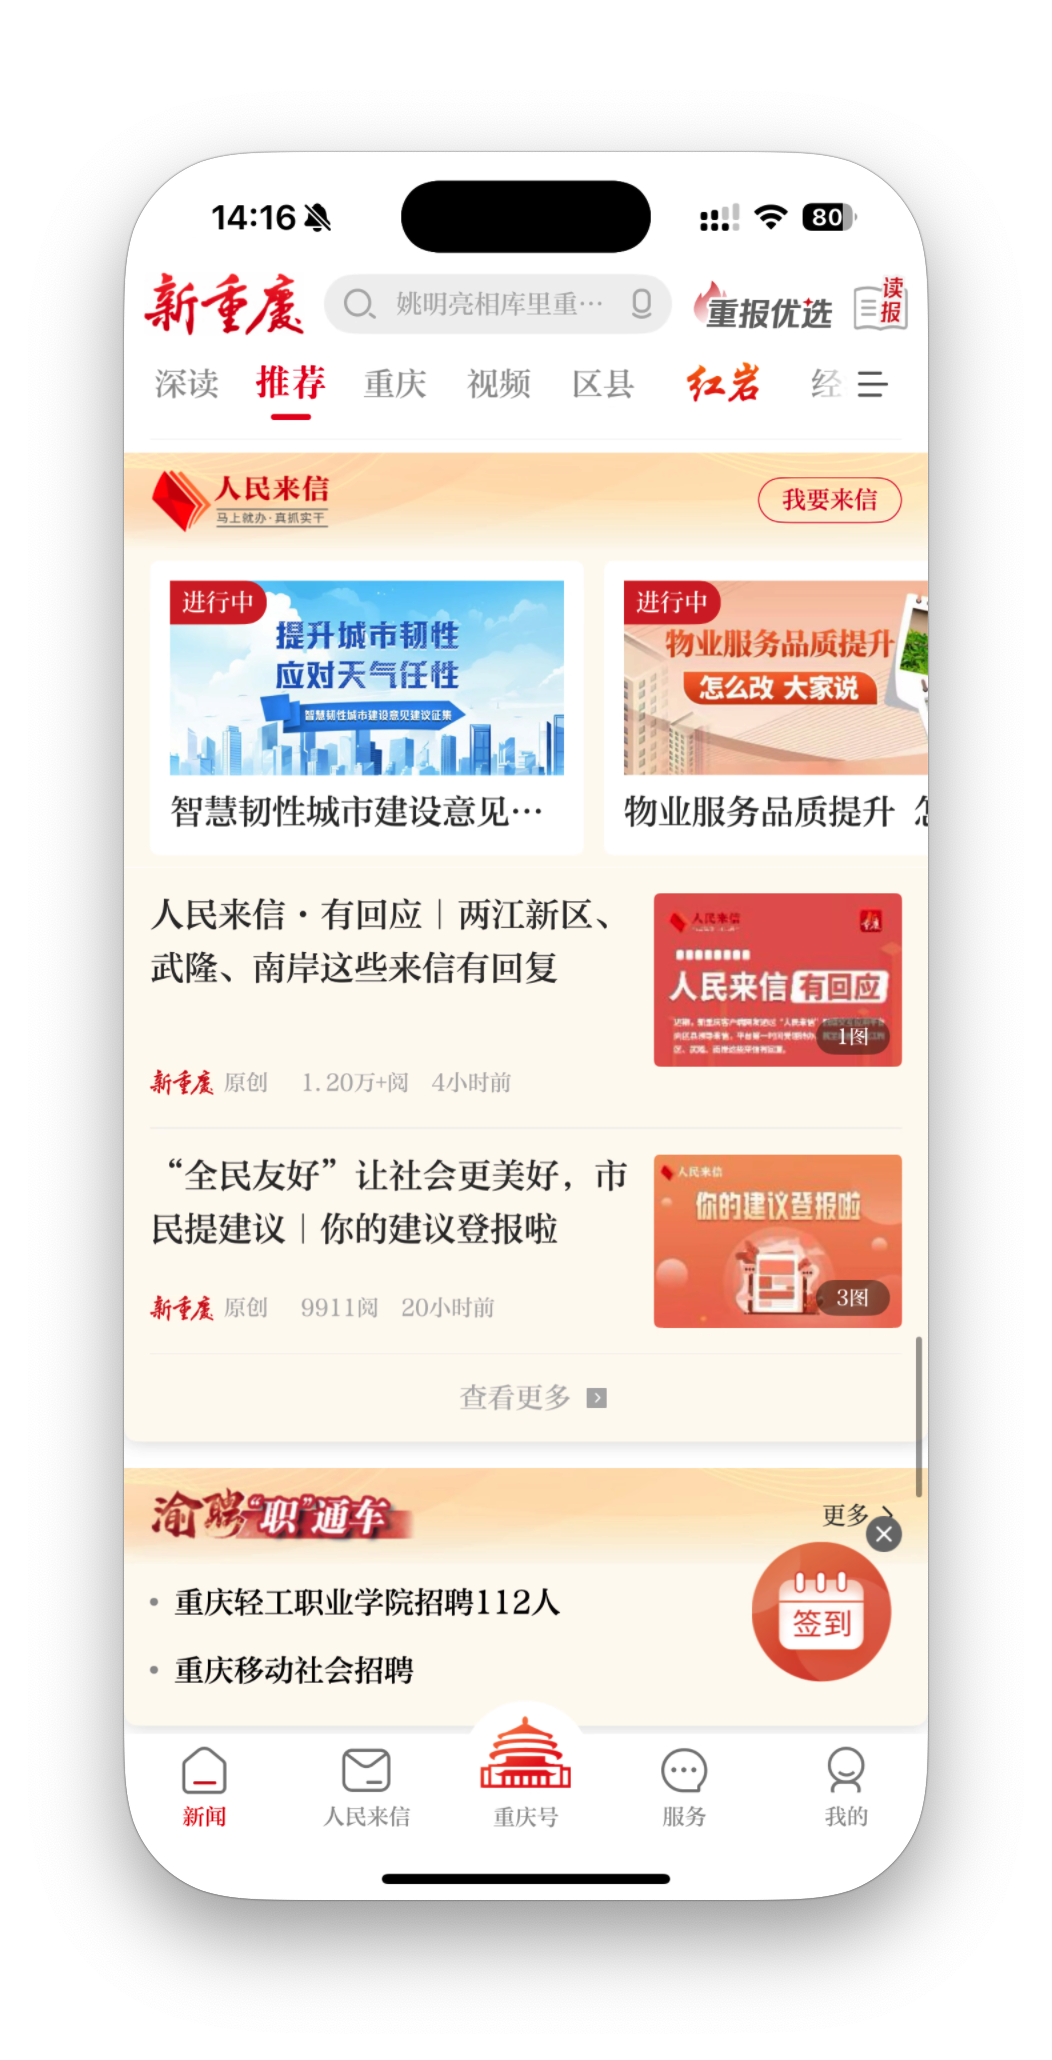 14:16
80
新重庆
姚明亮相库里重…
重报优选
读报
深读 推荐 重庆 视频 区县 红岩 经
人民来信
马上就办·真抓实干
我要来信
进行中
提升城市韧性
应对天气任性
智慧韧性城市建设意见建议征集
智慧韧性城市建设意见…
进行中
物业服务品质提升
怎么改 大家说
物业服务品质提升
人民来信·有回应｜两江新区、
武隆、南岸这些来信有回复
新重庆 原创 1.20万+阅 4小时前
人民来信
新重庆
人民来信 有回应
1图
“全民友好”让社会更美好，市
民提建议｜你的建议登报啦
新重庆 原创 9911阅 20小时前
人民来信
你的建议登报啦
3图
查看更多
渝聘“职”通车
更多
重庆轻工职业学院招聘112人
重庆移动社会招聘
签到
新闻 人民来信 重庆号 服务 我的